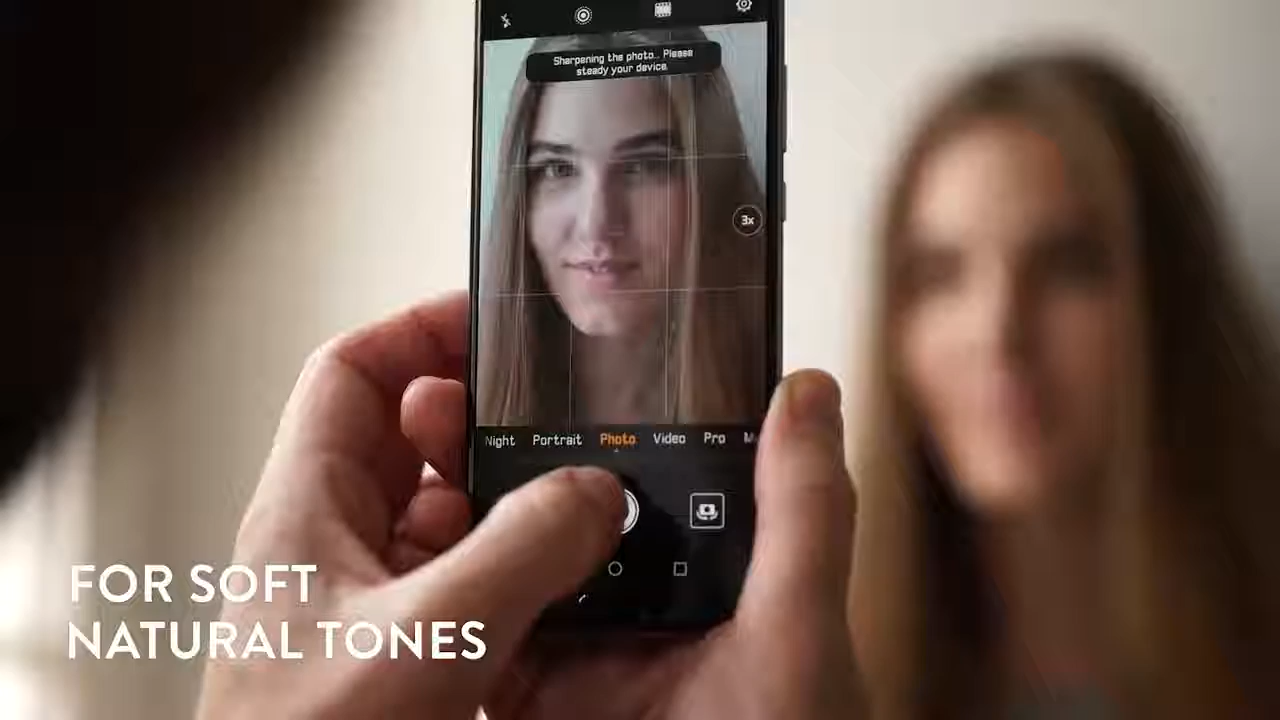 Sharpening the photo... Please
steady your device.
3x
Night Portrait Photo Video Pro
FOR SOFT
NATURAL TONES